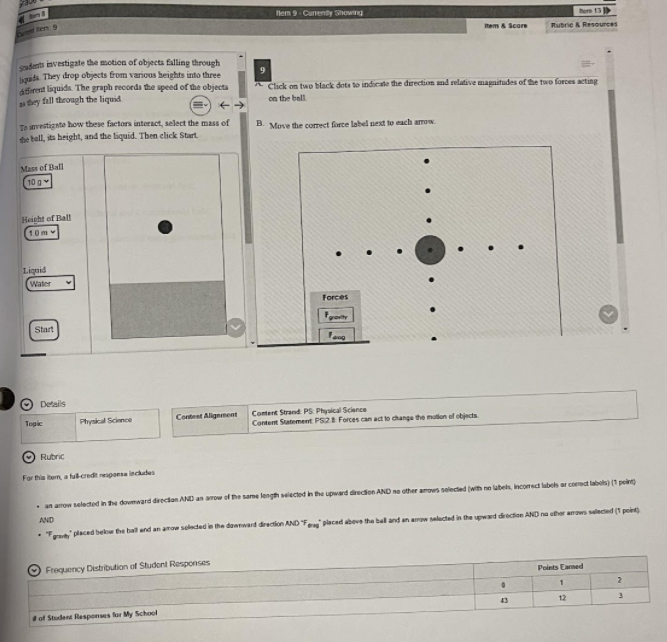 Item 8
Item 9 - Currently Showing
Item 13
Current Item: 9
Item & Score
Rubric & Resources
Students investigate the motion of objects falling through
liquids. They drop objects from various heights into three
different liquids. The graph records the speed of the objects
as they fall through the liquid.
To investigate how these factors interact, select the mass of
the ball, its height, and the liquid. Then click Start.
Mass of Ball
10 g
Height of Ball
10 m
Liquid
Water
Start
9
A. Click on two black dots to indicate the direction and relative magnitudes of the two forces acting
on the ball.
B. Move the correct force label next to each arrow.
Forces
F gravity
F drag
Details
Topic
Physical Science
Content Alignment
Content Strand: PS: Physical Science
Content Statement: PS.2.8: Forces can act to change the motion of objects.
Rubric
For this item, a full-credit response includes
• an arrow selected in the downward direction AND an arrow of the same length selected in the upward direction AND no other arrows selected (with no labels, incorrect labels or correct labels) (1 point)
AND
• "F gravity" placed below the ball and an arrow selected in the downward direction AND "F drag" placed above the ball and an arrow selected in the upward direction AND no other arrows selected (1 point).
Frequency Distribution of Student Responses
Points Earned
0 1 2
# of Student Responses for My School 43 12 3